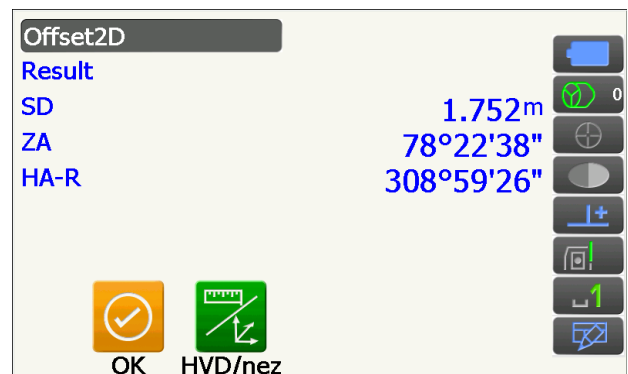 Offset2D
Result
SD 1.752m
ZA 78°22'38"
HA-R 308°59'26"
0
1
OK HVD/nez